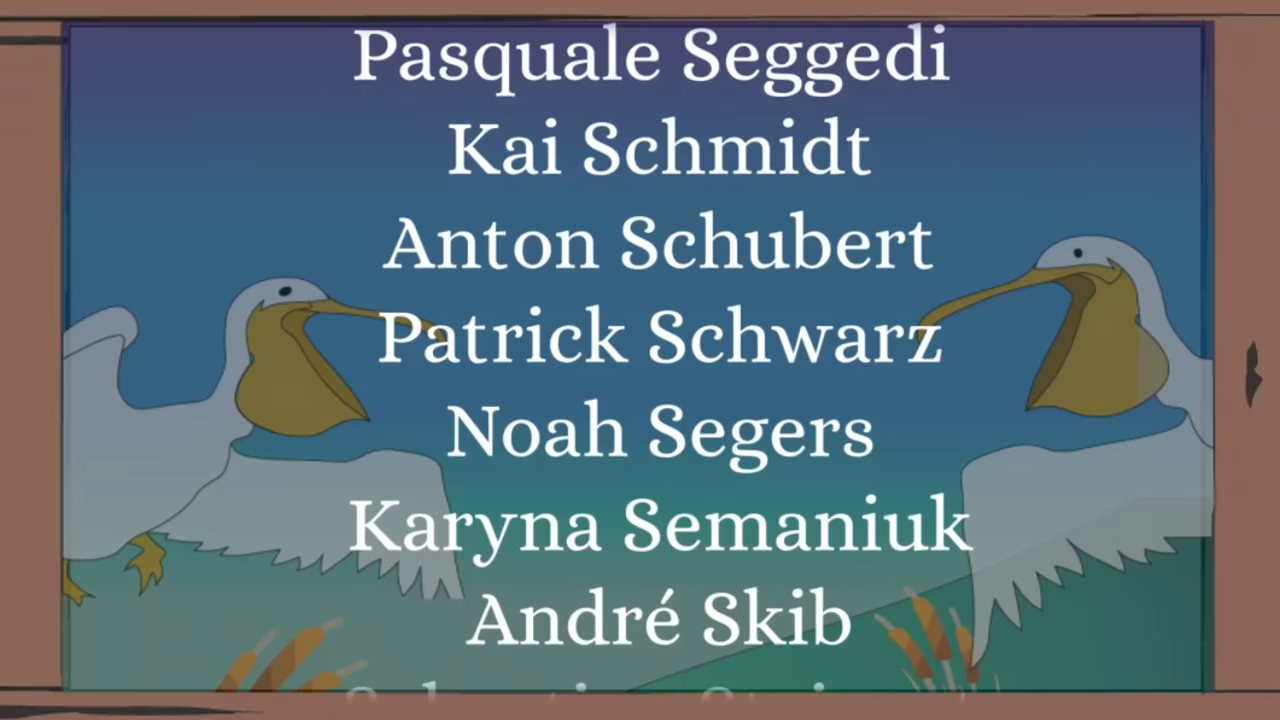 Pasquale Seggedi
Kai Schmidt
Anton Schubert
Patrick Schwarz
Noah Segers
Karyna Semaniuk
André Skib